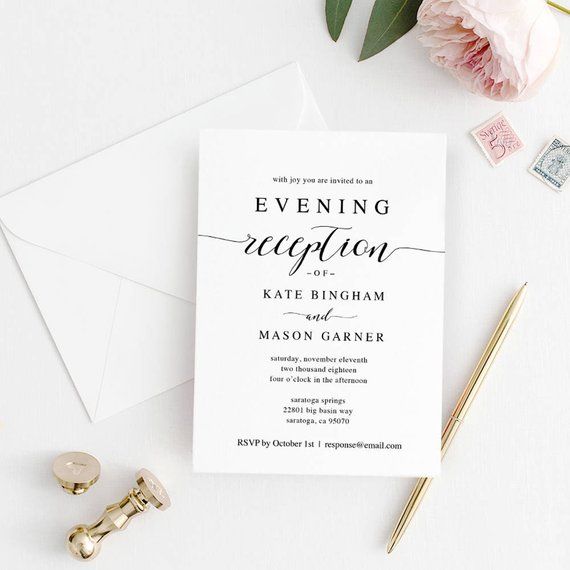 with joy you are invited to an
EVENING
reception
-OF-
KATE BINGHAM
and
MASON GARNER
saturday, november eleventh
two thousand eighteen
four o'clock in the afternoon
saratoga springs
22801 big basin way
saratoga, ca 95070
RSVP by October 1st | response@email.com
Sverige
5